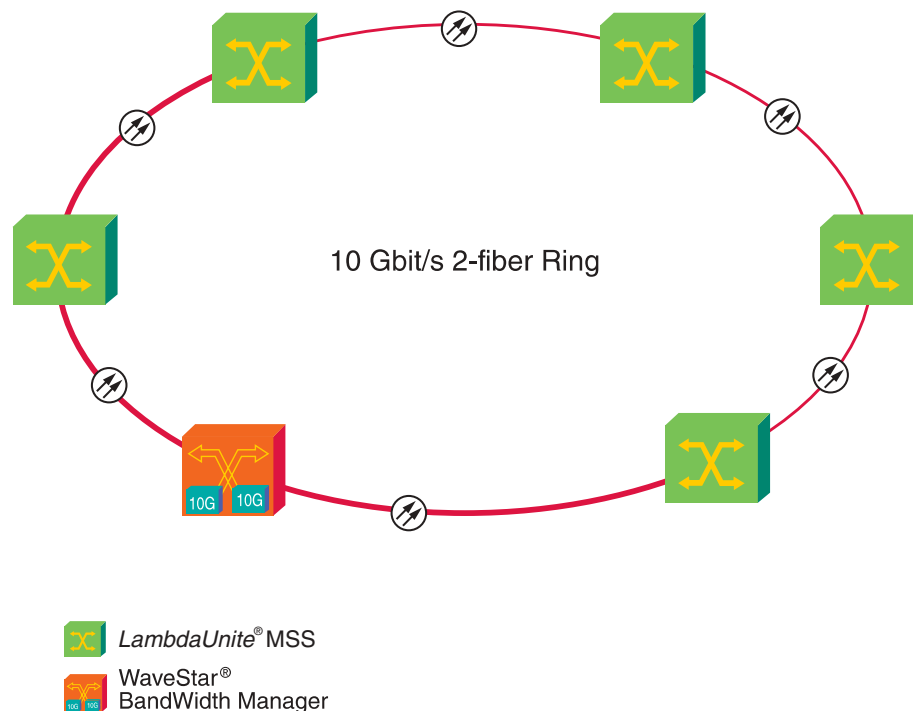 10 Gbit/s 2-fiber Ring
10G 10G
LambdaUnite® MSS
WaveStar®
BandWidth Manager
10G 10G